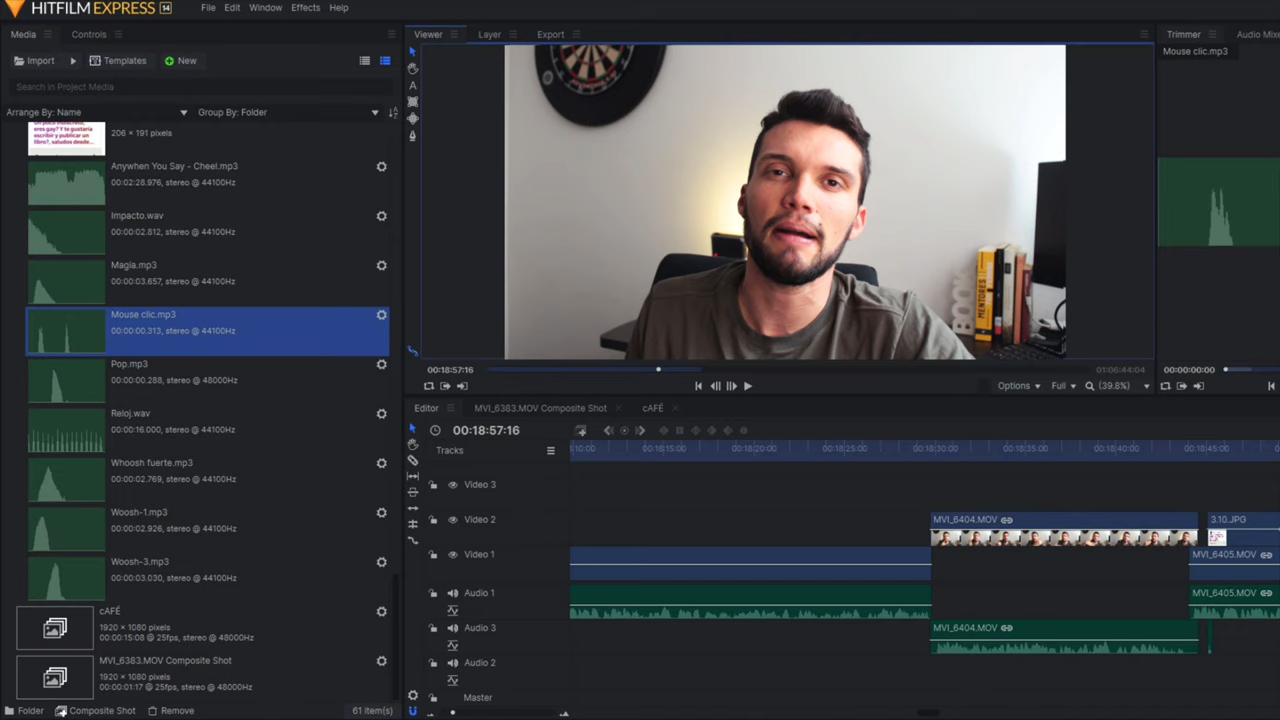 HITFILM EXPRESS 14
File Edit Window Effects Help
Media Controls
Import Templates New
Search in Project Media
Arrange By: Name Group By: Folder
eres gay? Y te gustaría
escribir y publicar un
libro?, saludos desde...
206 × 191 pixels
Anywhen You Say - Cheel.mp3
00:02:28.976, stereo @ 44100Hz
Impacto.wav
00:00:02.812, stereo @ 44100Hz
Magia.mp3
00:00:03.657, stereo @ 44100Hz
Mouse clic.mp3
00:00:00.313, stereo @ 44100Hz
Pop.mp3
00:00:00.288, stereo @ 48000Hz
Reloj.wav
00:00:16.000, stereo @ 44100Hz
Whoosh fuerte.mp3
00:00:02.769, stereo @ 44100Hz
Woosh-1.mp3
00:00:02.926, stereo @ 44100Hz
Woosh-3.mp3
00:00:03.030, stereo @ 44100Hz
cAFÉ
1920 × 1080 pixels
00:00:15:08 @ 25fps, stereo @ 48000Hz
MVI_6383.MOV Composite Shot
1920 × 1080 pixels
00:00:01:17 @ 25fps, stereo @ 48000Hz
Folder Composite Shot Remove 61 item(s)
Viewer Layer Export
BOOK
MENTORES
00:18:57:16 01:06:44:04
Options Full (39.8%)
Trimmer Audio Mixe
Mouse clic.mp3
00:00:00:00
Editor MVI_6383.MOV Composite Shot cAFÉ
00:18:57:16
Tracks
:10:00 00:18:15:00 00:18:20:00 00:18:25:00 00:18:30:00 00:18:35:00 00:18:40:00 00:18:45:00
Video 3
Video 2 MVI_6404.MOV 3.10.JPG
Video 1 MVI_6405.MOV
Audio 1 MVI_6405.MOV
Audio 3 MVI_6404.MOV
Audio 2
Master